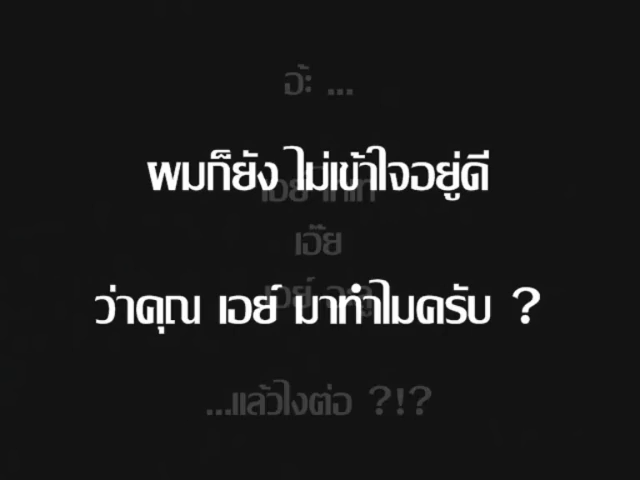 อ้ะ ...
ผมก็ยัง ไม่เข้าใจอยู่ดี
เอ๊ย
ว่าคุณ เอย์ มาทำไมครับ ?
...แล้วไงต่อ ?!?